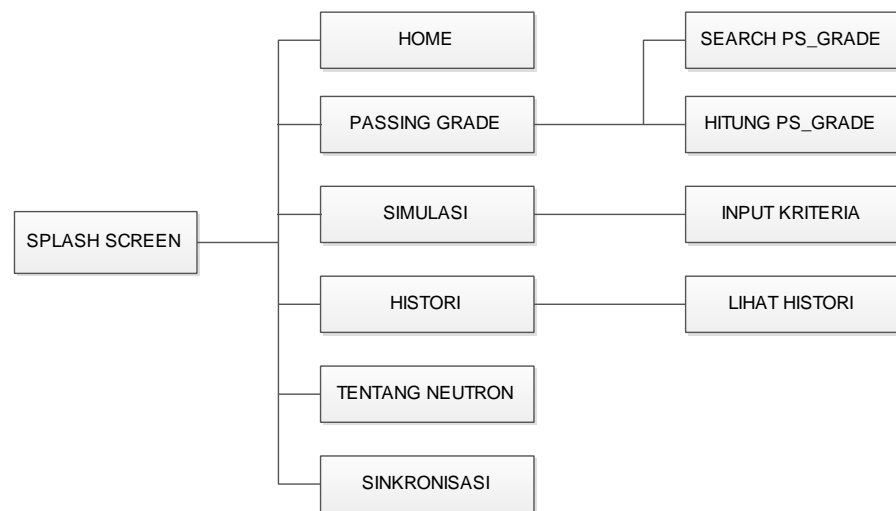 HOME
SEARCH PS_GRADE
PASSING GRADE
HITUNG PS_GRADE
SIMULASI
INPUT KRITERIA
SPLASH SCREEN
HISTORI
LIHAT HISTORI
TENTANG NEUTRON
SINKRONISASI